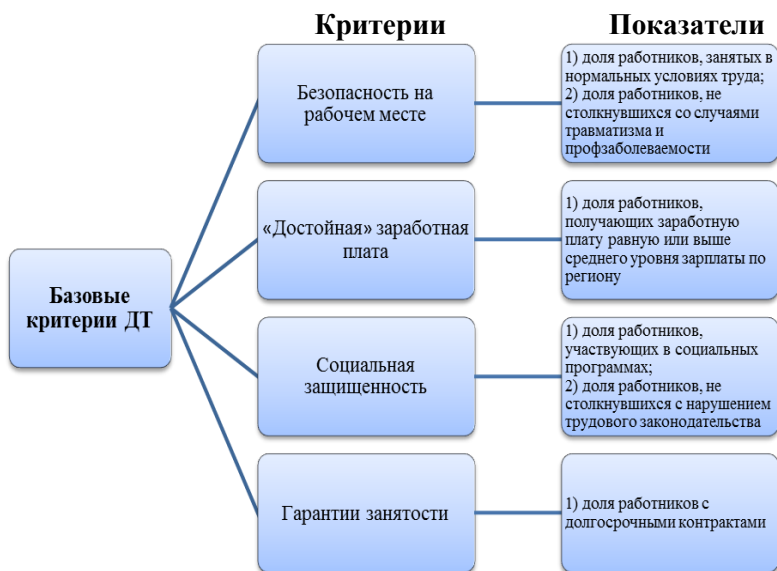 Критерии
Показатели
Базовые
критерии ДТ
Безопасность на
рабочем месте
1) доля работников, занятых в
нормальных условиях труда;
2) доля работников, не
столкнувшихся со случаями
травматизма и
профзаболеваемости
«Достойная» заработная
плата
1) доля работников,
получающих заработную
плату равную или выше
среднего уровня зарплаты по
региону
Социальная
защищенность
1) доля работников,
участвующих в социальных
программах;
2) доля работников, не
столкнувшихся с нарушением
трудового законодательства
Гарантии занятости
1) доля работников с
долгосрочными контрактами